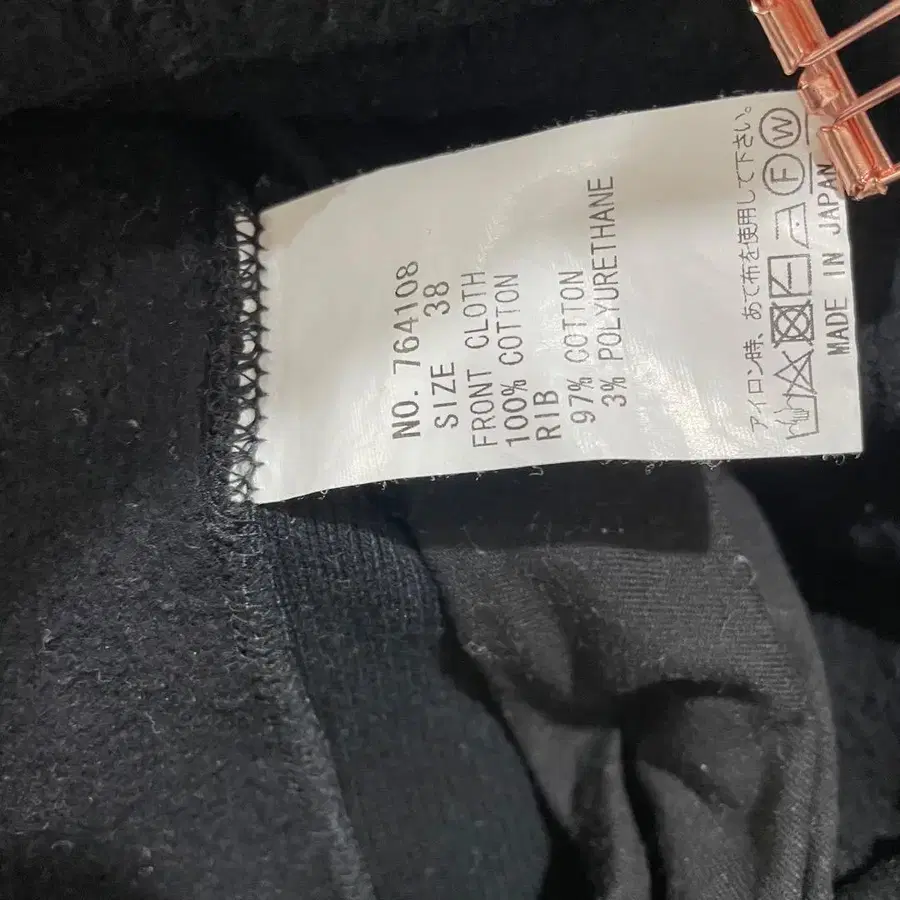 NO. 764108
SIZE 38
FRONT CLOTH
100% COTTON
RIB
97% COTTON
3% POLYURETHANE
アイロン時、あて布を使用して下さい。
F W
MADE IN JAPAN